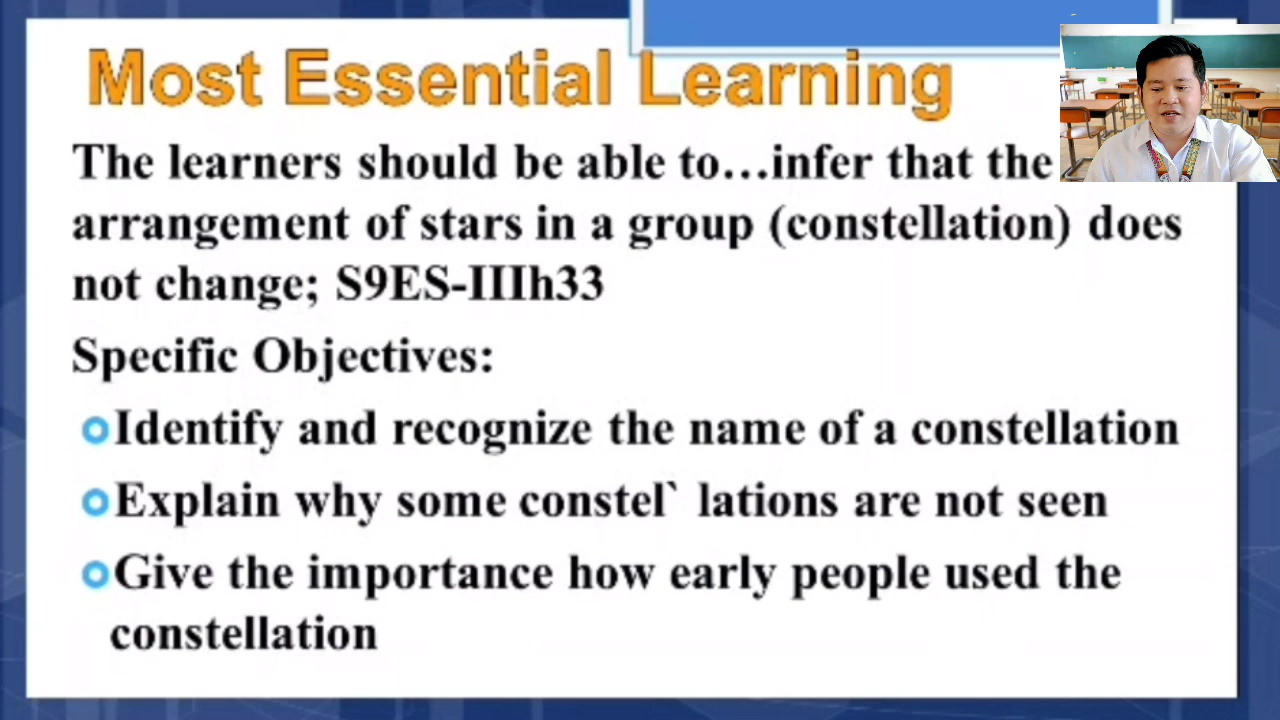 Most Essential Learning
The learners should be able to...infer that the
arrangement of stars in a group (constellation) does
not change; S9ES-IIIh33
Specific Objectives:
Identify and recognize the name of a constellation
Explain why some constel` lations are not seen
Give the importance how early people used the
constellation